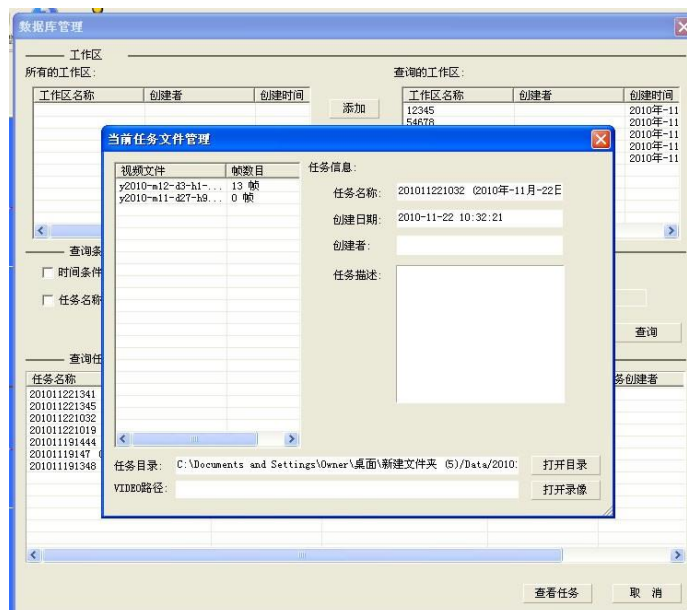 数据库管理
工作区
所有的工作区:
查询的工作区:
工作区名称 创建者 创建时间
添加
工作区名称 创建者 创建时间
12345 2010年-11
54678 2010年-11
2010年-11
2010年-11
2010年-11
当前任务文件管理
视频文件 帧数目
y2010-m12-d3-h1-... 13 帧
y2010-m11-d27-h9... 0 帧
任务信息:
任务名称: 201011221032 (2010年-11月-22日
创建日期: 2010-11-22 10:32:21
创建者:
任务描述:
查询条
时间条件
任务名称
查询
查询任
任务名称 务创建者
201011221341
201011221345
201011221032
201011221019
201011191444
20101119147 (
201011191348
任务目录: C:\Documents and Settings\Owner\桌面\新建文件夹 (5)/Data/2010:
打开目录
VIDEO路径:
打开录像
查看任务 取 消